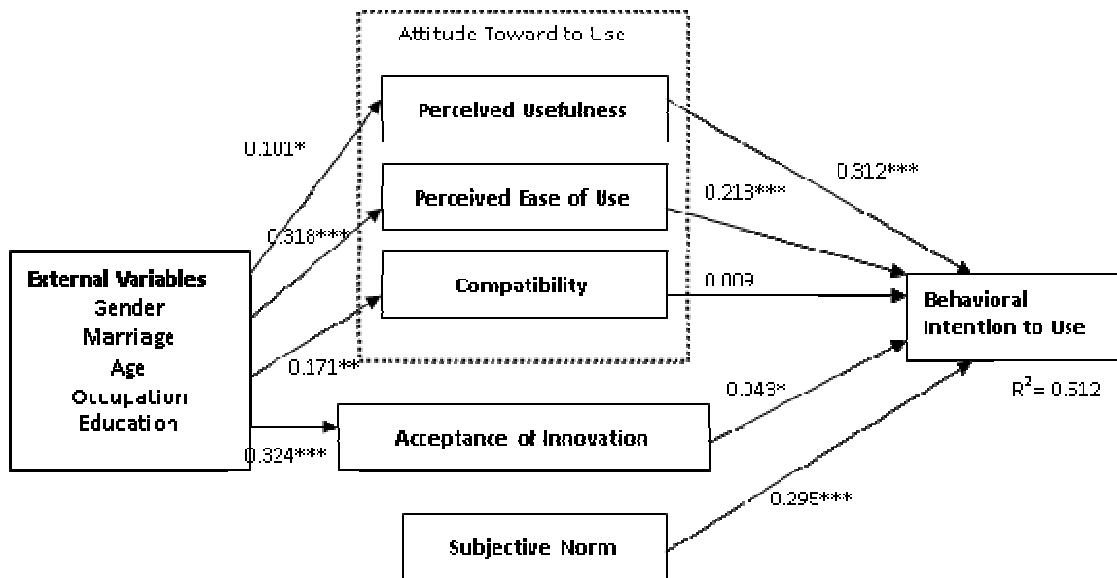 Attitude Toward to Use
Perceived Usefulness
0.101*
0.312***
Perceived Ease of Use
0.213***
0.318***
External Variables
Gender
Marriage
Age
Occupation
Education
Compatibility
0.009
Behavioral
Intention to Use
0.171**
0.043*
R²= 0.512
Acceptance of Innovation
0.324***
0.295***
Subjective Norm